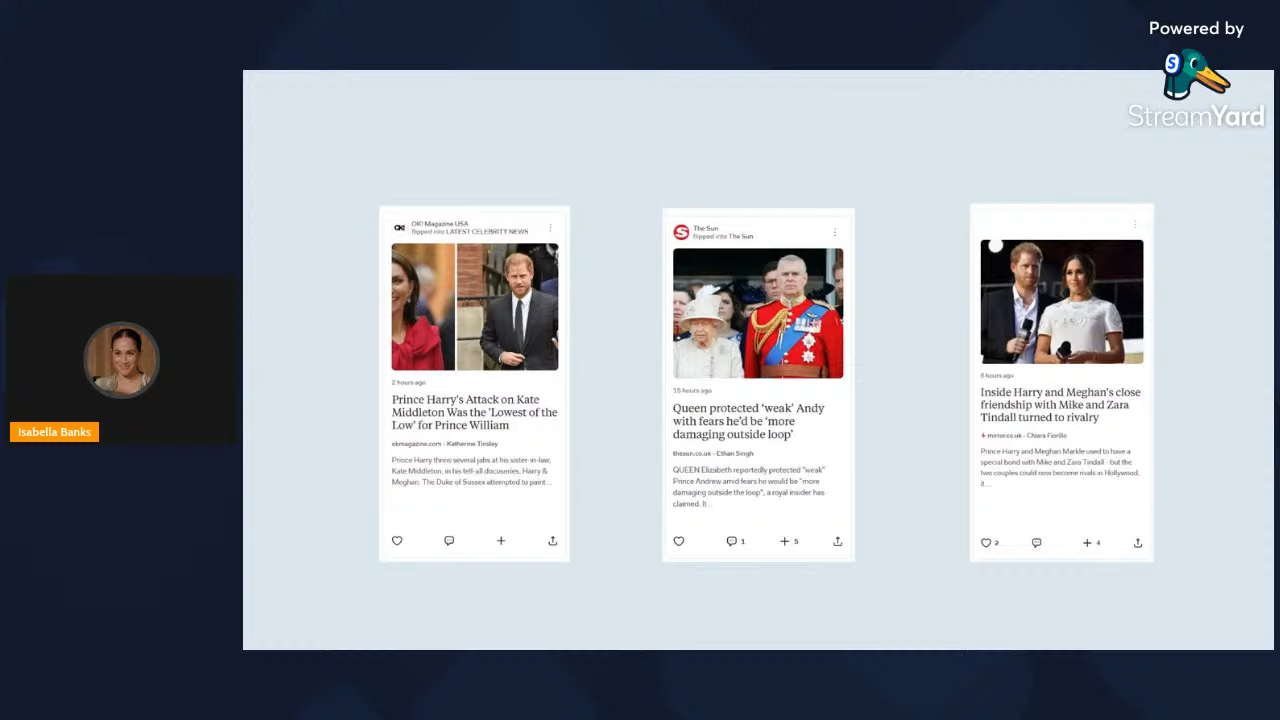 Powered by
StreamYard
OK! Magazine USA
flipped into LATEST CELEBRITY NEWS
2 hours ago
Prince Harry's Attack on Kate
Middleton Was the 'Lowest of the
Low' for Prince William
okmagazine.com - Katherine Tinsley
Prince Harry threw several jabs at his sister-in-law,
Kate Middleton, in his tell-all docuseries, Harry &
Meghan. The Duke of Sussex attempted to paint...
The Sun
flipped into The Sun
15 hours ago
Queen protected 'weak' Andy
with fears he'd be 'more
damaging outside loop'
thesun.co.uk - Ethan Singh
QUEEN Elizabeth reportedly protected "weak"
Prince Andrew amid fears he would be "more
damaging outside the loop", a royal insider has
claimed. It...
1
5
6 hours ago
Inside Harry and Meghan's close
friendship with Mike and Zara
Tindall turned to rivalry
mirror.co.uk - Chiara Fiorillo
Prince Harry and Meghan Markle used to have a
special bond with Mike and Zara Tindall - but the
two couples could now become rivals in Hollywood,
it...
2
4
Isabella Banks